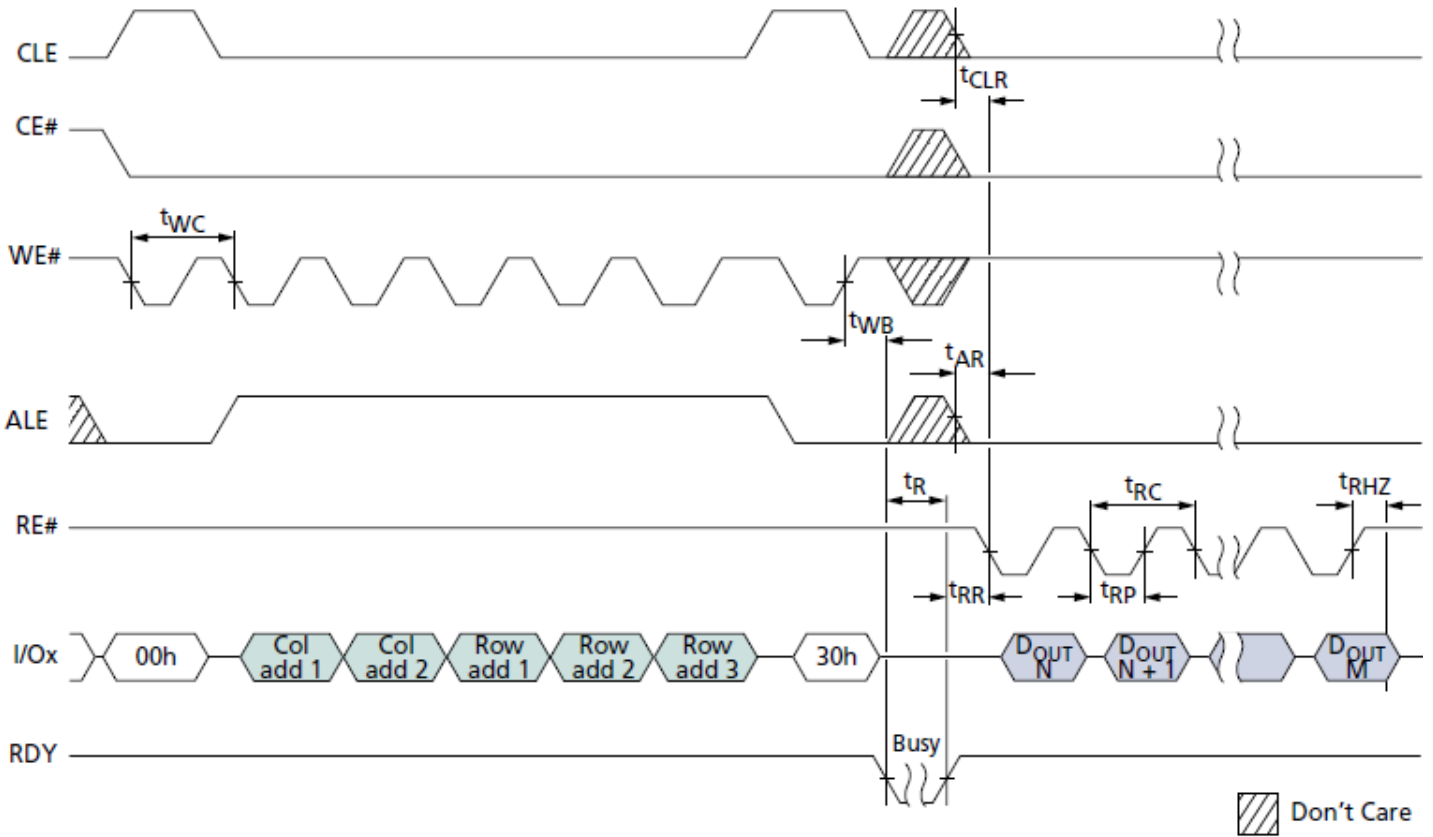 CLE
tCLR
CE#
tWC
WE#
tWB
tAR
ALE
tR
tRC
tRHZ
RE#
tRR
tRP
I/Ox
00h
Col add 1
Col add 2
Row add 1
Row add 2
Row add 3
30h
DOUT N
DOUT N + 1
DOUT M
RDY
Busy
Don't Care